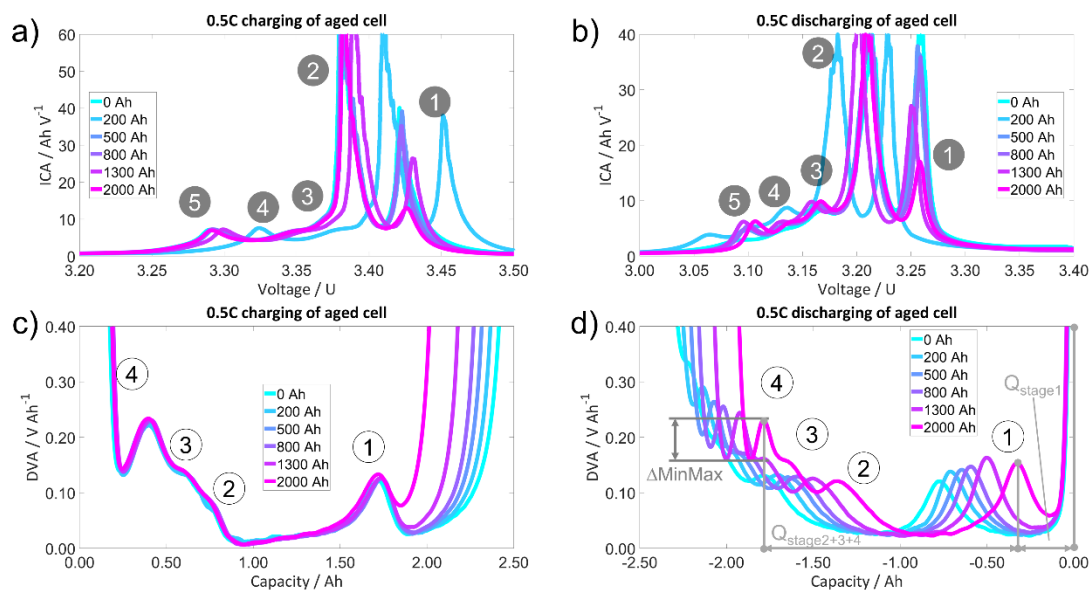 a)
0.5C charging of aged cell
ICA / Ah V⁻¹
60
50
40
30
20
10
0
0 Ah
200 Ah
500 Ah
800 Ah
1300 Ah
2000 Ah
5
4
3
2
1
3.20
3.25
3.30
3.35
3.40
3.45
3.50
Voltage / U
b)
0.5C discharging of aged cell
ICA / Ah V⁻¹
40
30
20
10
0
5
4
3
2
1
0 Ah
200 Ah
500 Ah
800 Ah
1300 Ah
2000 Ah
3.00
3.05
3.10
3.15
3.20
3.25
3.30
3.35
3.40
Voltage / U
c)
0.5C charging of aged cell
DVA / V Ah⁻¹
0.40
0.30
0.20
0.10
0.00
4
3
2
1
0 Ah
200 Ah
500 Ah
800 Ah
1300 Ah
2000 Ah
0.00
0.50
1.00
1.50
2.00
2.50
Capacity / Ah
d)
0.5C discharging of aged cell
DVA / V Ah⁻¹
0.40
0.30
0.20
0.10
0.00
4
3
2
1
0 Ah
200 Ah
500 Ah
800 Ah
1300 Ah
2000 Ah
Qstage1
ΔMinMax
Qstage2+3+4
-2.50
-2.00
-1.50
-1.00
-0.50
0.00
Capacity / Ah